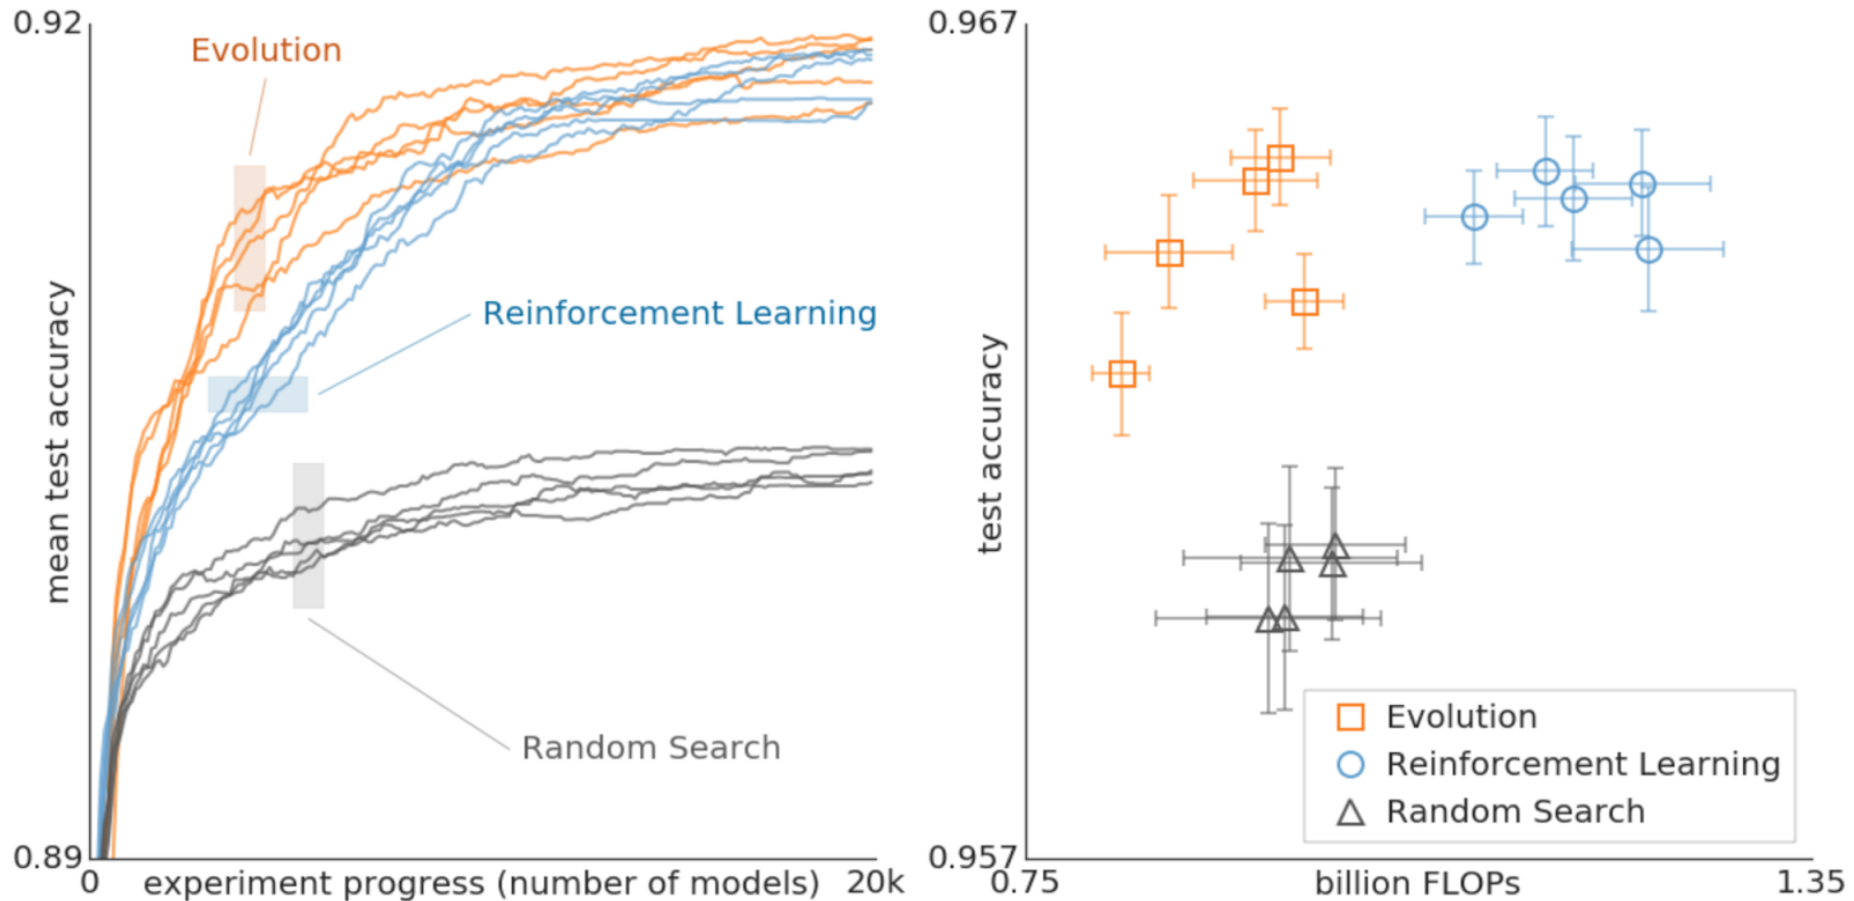 0.92
Evolution
Reinforcement Learning
Random Search
mean test accuracy
0.89
0
experiment progress (number of models)
20k
0.967
test accuracy
Evolution
Reinforcement Learning
Random Search
0.957
0.75
billion FLOPs
1.35